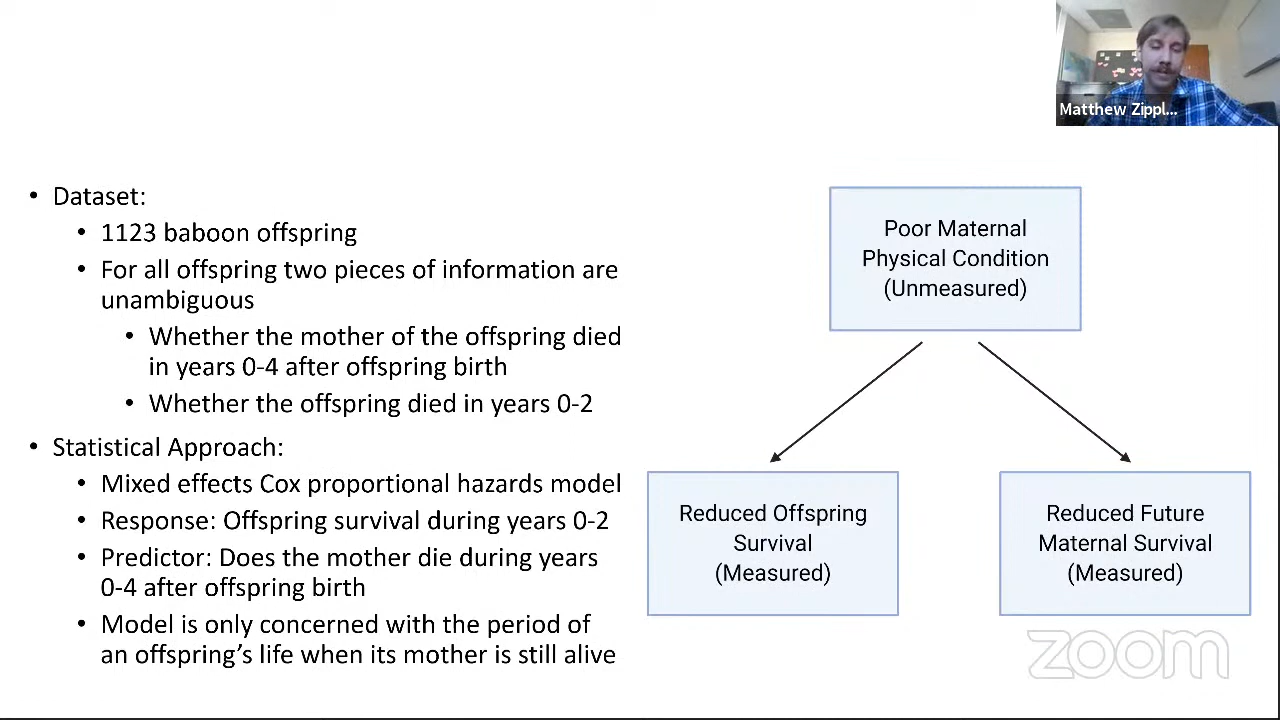 Matthew Zippl...
• Dataset:
• 1123 baboon offspring
• For all offspring two pieces of information are
unambiguous
• Whether the mother of the offspring died
in years 0-4 after offspring birth
• Whether the offspring died in years 0-2
• Statistical Approach:
• Mixed effects Cox proportional hazards model
• Response: Offspring survival during years 0-2
• Predictor: Does the mother die during years
0-4 after offspring birth
• Model is only concerned with the period of
an offspring’s life when its mother is still alive
Poor Maternal
Physical Condition
(Unmeasured)
Reduced Offspring
Survival
(Measured)
Reduced Future
Maternal Survival
(Measured)
zoom